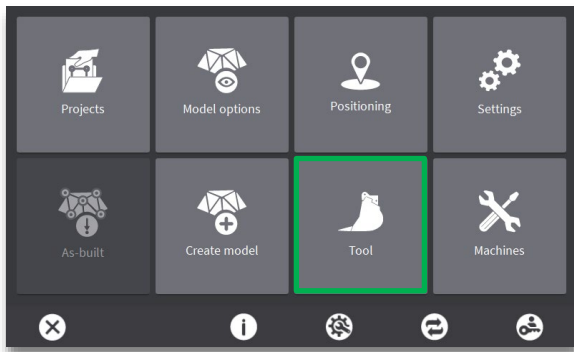 Projects
Model options
Positioning
Settings
As-built
Create model
Tool
Machines